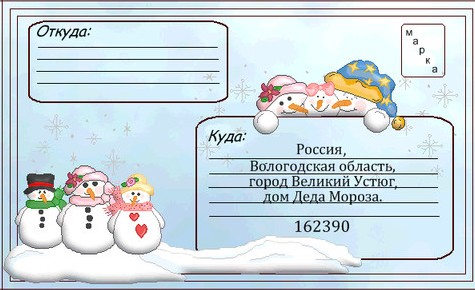 Откуда:
марка
Куда:
Россия,
Вологодская область,
город Великий Устюг,
дом Деда Мороза.
162390